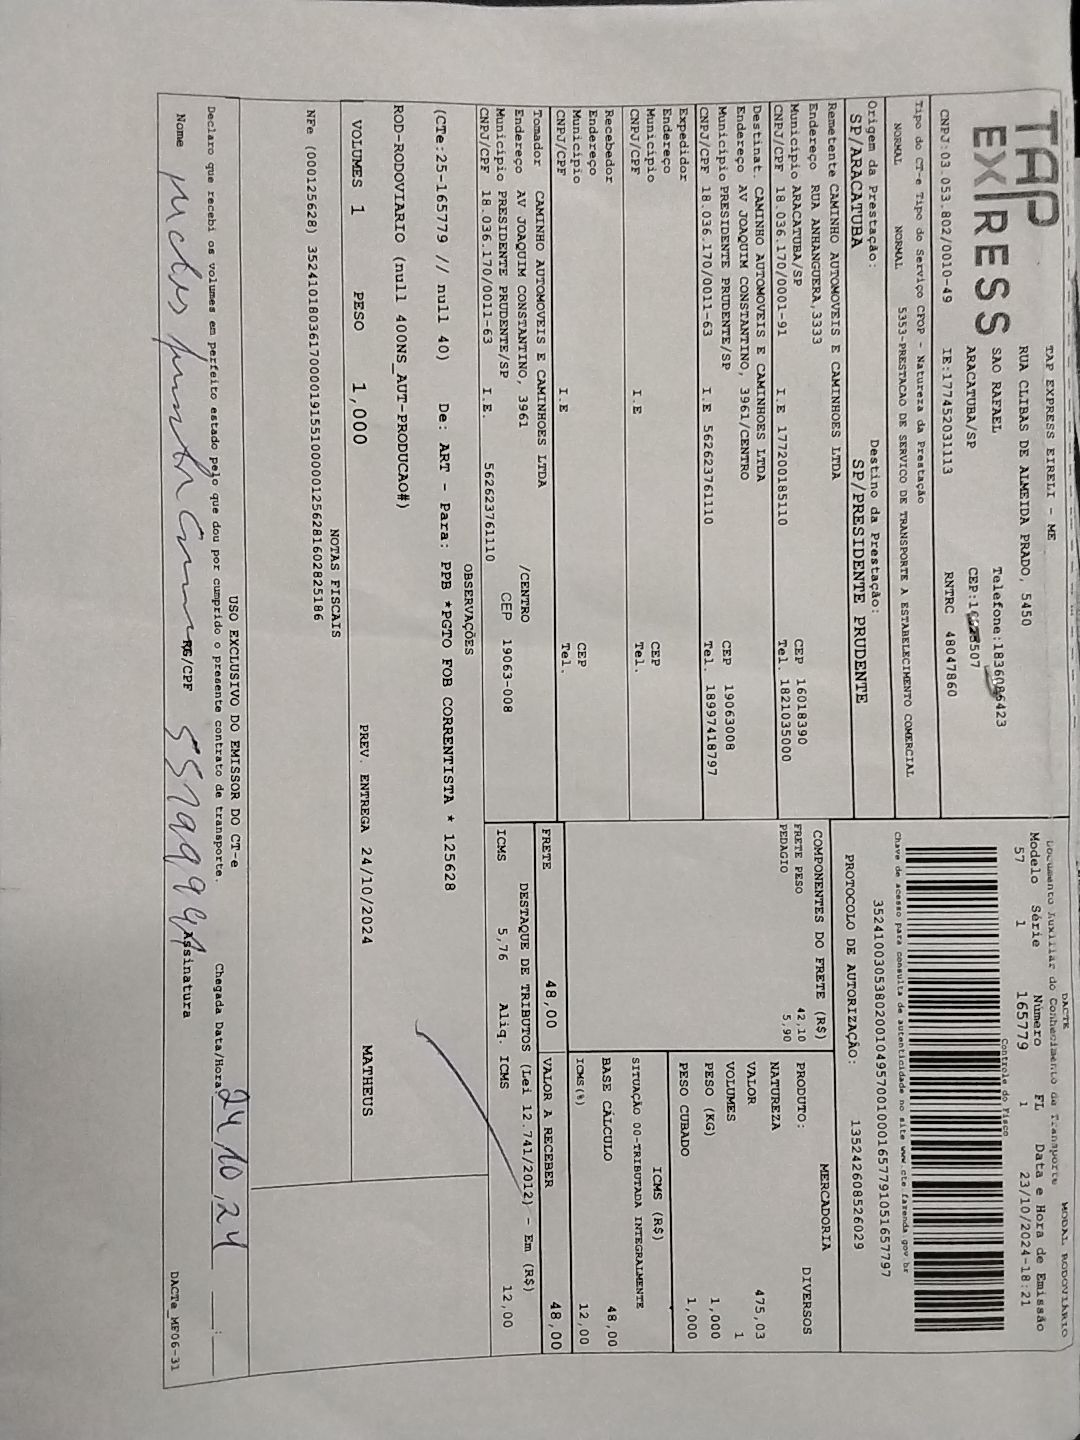 TAP
EXPRESS
TAP EXPRESS EIRELI - ME
RUA CLIBAS DE ALMEIDA PRADO, 5450
SAO RAFAEL Telefone:1836086423
ARACATUBA/SP
CNPJ:03.053.802/0010-49 IE:177452031113 RNTRC 48047860
Tipo do CT-e Tipo do Serviço CFOP - Natureza da Prestação
NORMAL NORMAL 5353-PRESTACAO DE SERVICO DE TRANSPORTE A ESTABELECIMENTO COMERCIAL
Origem da Prestação: Destino da Prestação:
SP/ARACATUBA SP/PRESIDENTE PRUDENTE
Remetente CAMINHO AUTOMOVEIS E CAMINHOES LTDA
Endereço RUA ANHANGUERA,3333 CEP 16018390
Municipio ARACATUBA/SP Tel. 1821035000
CNPJ/CPF 18.036.170/0001-91 I.E 177200185110
Destinat. CAMINHO AUTOMOVEIS E CAMINHOES LTDA
Endereço AV JOAQUIM CONSTANTINO, 3961/CENTRO
Municipio PRESIDENTE PRUDENTE/SP CEP 19063008
CNPJ/CPF 18.036.170/0011-63 I.E 562623761110 Tel. 18997418797
Expedidor
Endereço
Municipio CEP
CNPJ/CPF I.E Tel.
Recebedor
Endereço
Municipio CEP
CNPJ/CPF I.E Tel.
Tomador CAMINHO AUTOMOVEIS E CAMINHOES LTDA
Endereço AV JOAQUIM CONSTANTINO, 3961 /CENTRO
Municipio PRESIDENTE PRUDENTE/SP CEP 19063-008
CNPJ/CPF 18.036.170/0011-63 I.E. 562623761110
DACTE MODAL RODOVIÁRIO
Documento Auxiliar do Conhecimento de Transporte
Modelo Série Número FL Data e Hora de Emissão
57 1 165779 1 23/10/2024-18:21
Controle do Fisco
Chave de acesso para consulta de autenticidade no site www.cte.fazenda.gov.br
35241003053802001049570010001657791051657797
PROTOCOLO DE AUTORIZAÇÃO: 135242608526029
COMPONENTES DO FRETE (R$)
FRETE PESO 42,10
PEDAGIO 5,90
MERCADORIA
PRODUTO: DIVERSOS
NATUREZA
VALOR 475,03
VOLUMES 1
PESO (KG) 1,000
PESO CUBADO 1,000
ICMS (R$)
SITUAÇÃO 00-TRIBUTADA INTEGRALMENTE
BASE CÁLCULO 48,00
ICMS(%) 12,00
FRETE 48,00 VALOR A RECEBER 48,00
DESTAQUE DE TRIBUTOS (Lei 12.741/2012) - Em (R$)
ICMS 5,76 Aliq. ICMS 12,00
OBSERVAÇÕES
(CTe:25-165779 // null 40) De: ART - Para: PPB *PGTO FOB CORRENTISTA * 125628
ROD-RODOVIARIO (null 400NS_AUT-PRODUCAO#)
VOLUMES 1 PESO 1,000 PREV. ENTREGA 24/10/2024 MATHEUS
NOTAS FISCAIS
NFe (000125628) 35241018036170000191551000001256281602825186
USO EXCLUSIVO DO EMISSOR DO CT-e
Declaro que recebi os volumes em perfeito estado pelo que dou por cumprido o presente contrato de transporte. Chegada Data/Hora 24/10,24 :
Nome RG/CPF Assinatura
DACTe_MF06-31